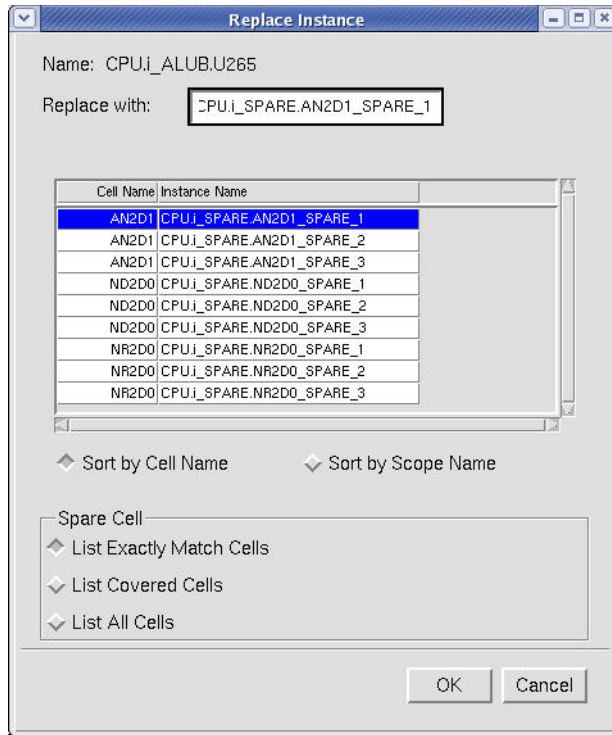 Replace Instance
Name: CPU.i_ALUB.U265
Replace with: CPU.i_SPARE.AN2D1_SPARE_1
Cell Name Instance Name
AN2D1 CPU.i_SPARE.AN2D1_SPARE_1
AN2D1 CPU.i_SPARE.AN2D1_SPARE_2
AN2D1 CPU.i_SPARE.AN2D1_SPARE_3
ND2D0 CPU.i_SPARE.ND2D0_SPARE_1
ND2D0 CPU.i_SPARE.ND2D0_SPARE_2
ND2D0 CPU.i_SPARE.ND2D0_SPARE_3
NR2D0 CPU.i_SPARE.NR2D0_SPARE_1
NR2D0 CPU.i_SPARE.NR2D0_SPARE_2
NR2D0 CPU.i_SPARE.NR2D0_SPARE_3
Sort by Cell Name Sort by Scope Name
Spare Cell
List Exactly Match Cells
List Covered Cells
List All Cells
OK Cancel